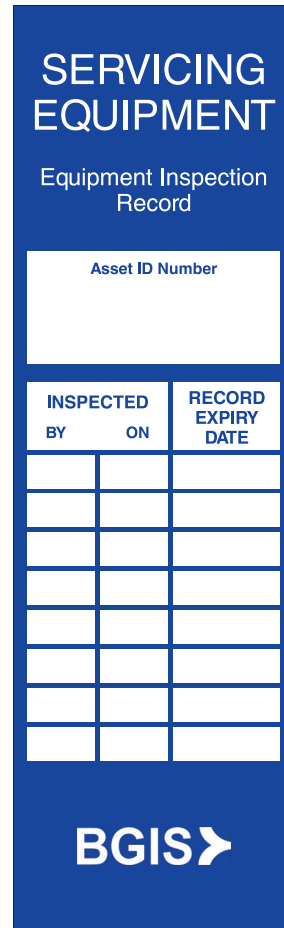 SERVICING
EQUIPMENT
Equipment Inspection
Record
Asset ID Number
INSPECTED
BY ON
RECORD
EXPIRY
DATE
BGIS